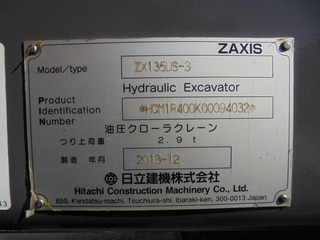 ZAXIS
Model/type ZX135US-3
Hydraulic Excavator
Product
Identification *HCM1R400K00094032*
Number
油圧クローラクレーン
つり上荷重 2.9t
製造 年月 2013-12
日立建機株式会社
Hitachi Construction Machinery Co., Ltd.
650, Kandatsu-machi, Tsuchiura-shi, Ibaraki-ken, 300-0013 Japan
43